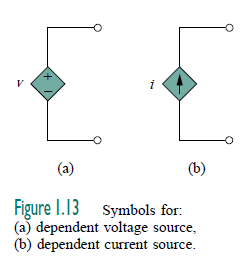 +
v
i
–
(a)
(b)
Figure 1.13 Symbols for:
(a) dependent voltage source,
(b) dependent current source.